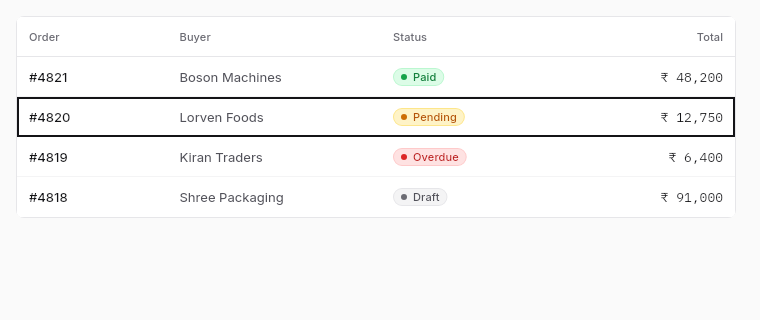 Order Buyer Status Total
#4821 Boson Machines Paid ₹ 48,200
#4820 Lorven Foods Pending ₹ 12,750
#4819 Kiran Traders Overdue ₹ 6,400
#4818 Shree Packaging Draft ₹ 91,000